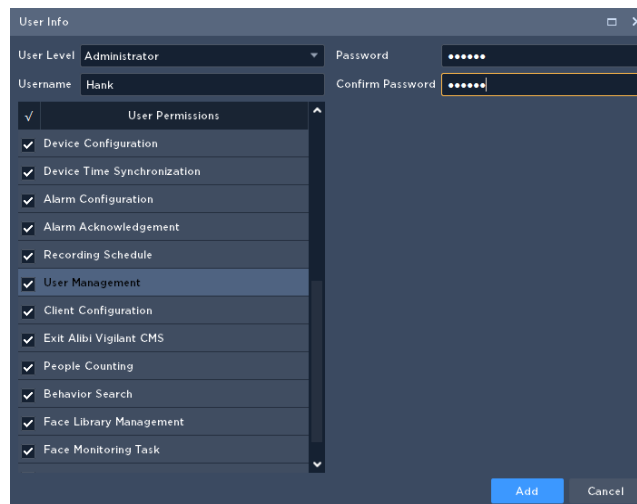 User Info
User Level Administrator
Password ••••••
Username Hank
Confirm Password ••••••
√ User Permissions
Device Configuration
Device Time Synchronization
Alarm Configuration
Alarm Acknowledgement
Recording Schedule
User Management
Client Configuration
Exit Alibi Vigilant CMS
People Counting
Behavior Search
Face Library Management
Face Monitoring Task
Add Cancel